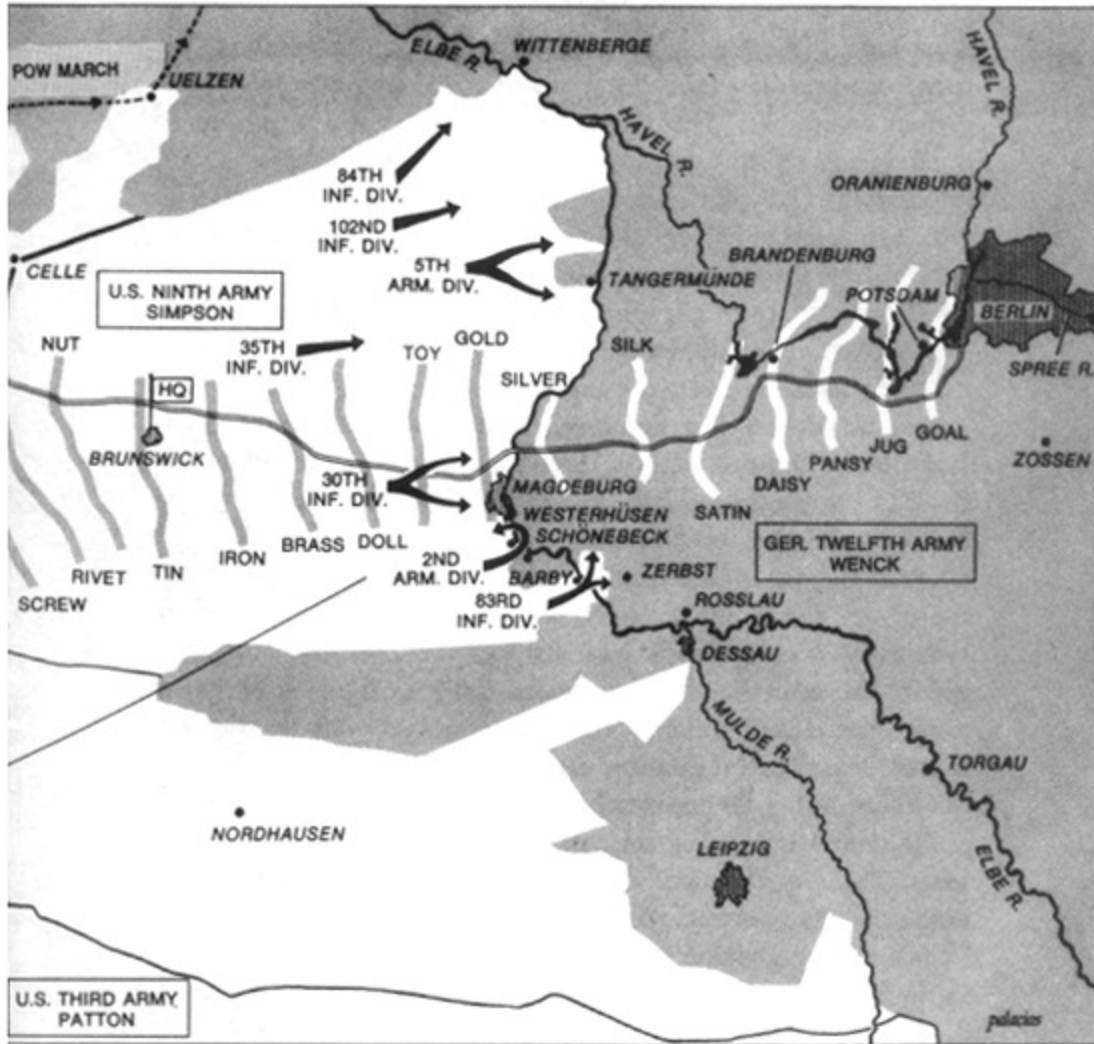 ELBE R.
WITTENBERGE
HAVEL R.
POW MARCH
UELZEN
HAVEL R.
84TH
INF. DIV.
ORANIENBURG
102ND
INF. DIV.
CELLE
5TH
ARM. DIV.
BRANDENBURG
TANGERMÜNDE
U.S. NINTH ARMY
SIMPSON
POTSDAM
BERLIN
NUT
35TH
INF. DIV.
TOY
GOLD
SILK
SPREE R.
HQ
SILVER
BRUNSWICK
GOAL
JUG
PANSY
ZOSSEN
30TH
INF. DIV.
MAGDEBURG
DAISY
WESTERHÜSEN
SATIN
SCHÖNEBECK
IRON
BRASS
DOLL
2ND
ARM. DIV.
GER. TWELFTH ARMY
WENCK
RIVET
TIN
BARBY
ZERBST
SCREW
83RD
INF. DIV.
ROSSLAU
DESSAU
MULDE R.
TORGAU
NORDHAUSEN
LEIPZIG
ELBE R.
U.S. THIRD ARMY
PATTON
palacios